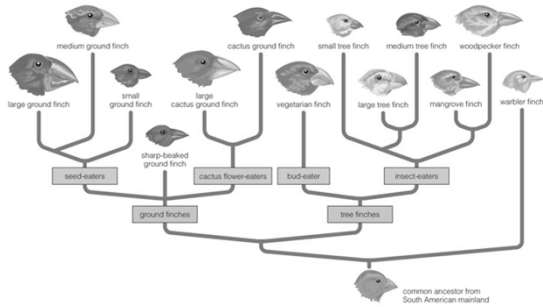 medium ground finch
cactus ground finch
small tree finch
medium tree finch
woodpecker finch
large ground finch
small
ground finch
large
cactus ground finch
vegetarian finch
large tree finch
mangrove finch
warbler finch
sharp-beaked
ground finch
seed-eaters
cactus flower-eaters
bud-eater
insect-eaters
ground finches
tree finches
common ancestor from
South American mainland